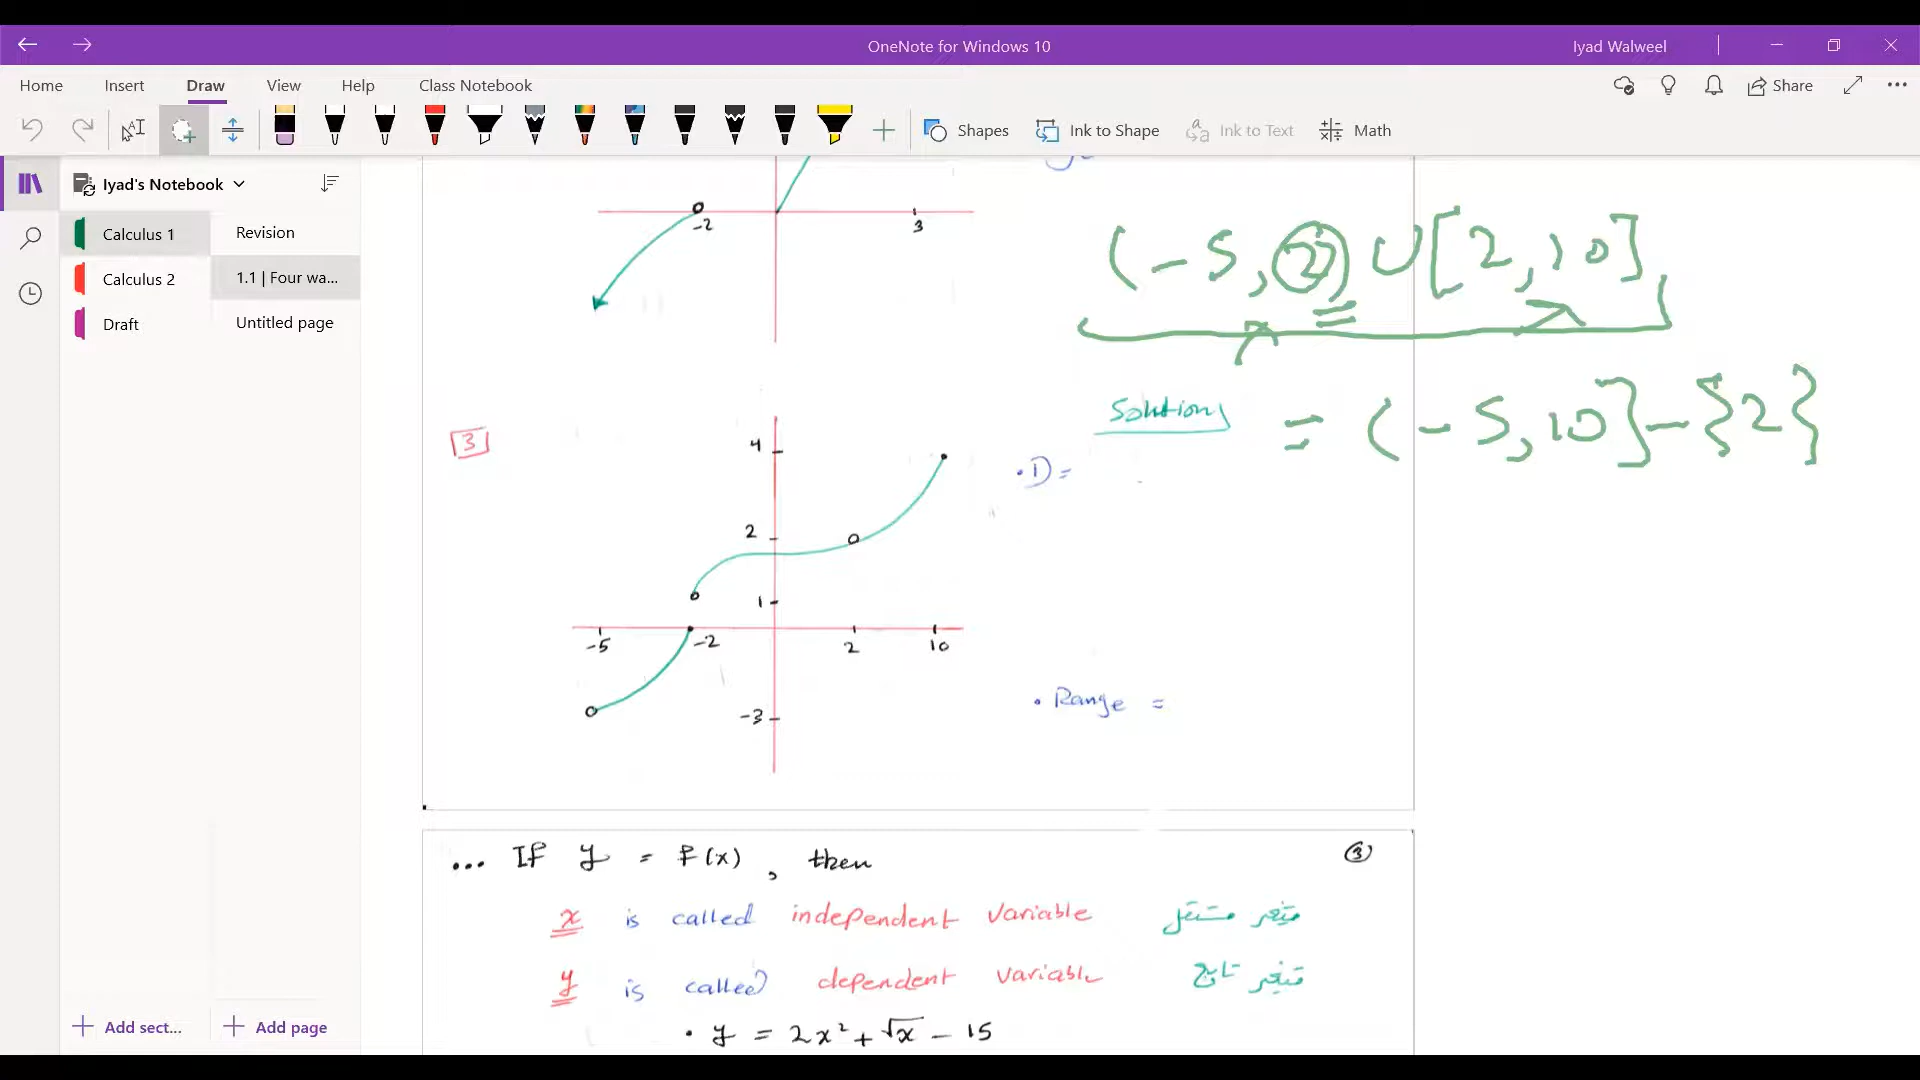 OneNote for Windows 10
Iyad Walweel
Home Insert Draw View Help Class Notebook
Share
Shapes Ink to Shape Ink to Text Math
Iyad's Notebook
Calculus 1
Calculus 2
Draft
Revision
1.1 | Four wa...
Untitled page
Add sect...
Add page
-2 3
(-5, 2) ∪ [2, 10]
= (-5, 10] - {2}
Solution
3
• D =
4
2
1
-5 -2 2 10
-3
• Range =
... If y = f(x), then
3
x is called independent variable متغير مستقل
y is called dependent variable متغير تابع
• y = 2x² + √x - 15